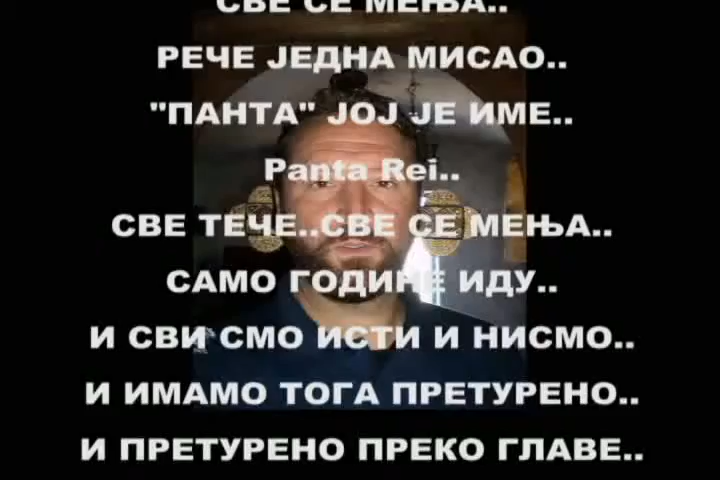 СВЕ СЕ МЕЊА..
РЕЧЕ ЈЕДНА МИСАО..
"ПАНТА" ЈОЈ ЈЕ ИМЕ..
Panta Rei..
СВЕ ТЕЧЕ..СВЕ СЕ МЕЊА..
САМО ГОДИНЕ ИДУ..
И СВИ СМО ИСТИ И НИСМО..
И ИМАМО ТОГА ПРЕТУРЕНО..
И ПРЕТУРЕНО ПРЕКО ГЛАВЕ..